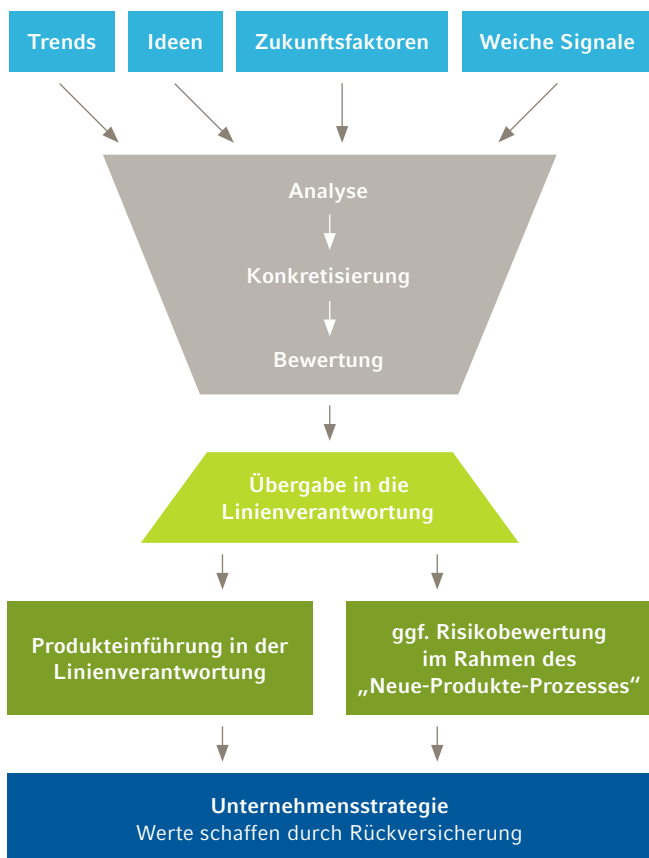 Trends
Ideen
Zukunftsfaktoren
Weiche Signale
Analyse
Konkretisierung
Bewertung
Übergabe in die
Linienverantwortung
Produkteinführung in der
Linienverantwortung
ggf. Risikobewertung
im Rahmen des
„Neue-Produkte-Prozesses“
Unternehmensstrategie
Werte schaffen durch Rückversicherung